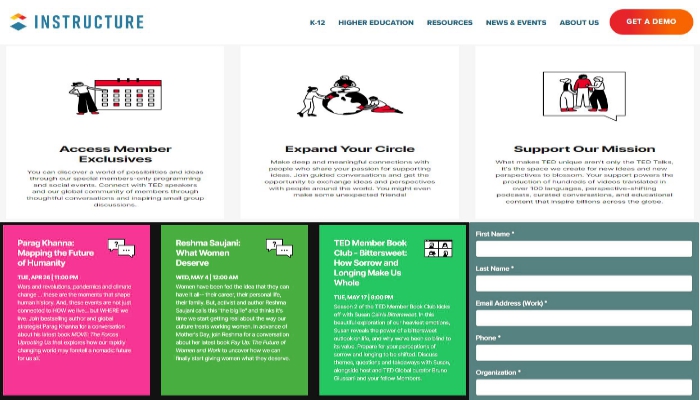 INSTRUCTURE
K-12
HIGHER EDUCATION
RESOURCES
NEWS & EVENTS
ABOUT US
GET A DEMO
Access Member
Exclusives
You can discover a world of possibilities and ideas
through our special members-only programming
and social events. Connect with TED speakers
and our global community of members through
thoughtful conversations and inspiring small group
discussions.
Expand Your Circle
Make deep and meaningful connections with
people who share your passion for supporting
ideas. Join guided conversations and get the
opportunity to exchange ideas and perspectives
with people around the world. You might even
make some unexpected friends!
Support Our Mission
What makes TED unique aren't only the TED Talks,
it's the space we create for new ideas and new
perspectives to blossom. Your support powers the
production of hundreds of videos translated in
over 100 languages, perspective-shifting
podcasts, curated courses, and educational
content that inspire billions across the globe.
Parag Khanna:
Mapping the Future
of Humanity
TUE, APR 26 | 11:00 PM
Wars and revolutions, pandemics and climate
change ... these are the moments that shape
human history. And, these events are not just
connected to HOW we live... but WHERE we
live. Join bestselling author and global
strategist Parag Khanna for a conversation
about his latest book MOVE: The Forces
Uprooting Us that explores how our rapidly
changing world may foretell a nomadic future
for us all.
Reshma Saujani:
What Women
Deserve
WED, MAY 4 | 12:00 AM
Women have been fed the idea that they can
have it all— their career, their personal life,
their family. But, activist and author Reshma
Saujani calls this "the big lie" and thinks it's
time we start getting real about the way our
culture treats working women. In advance of
Mother's Day, join Reshma for a conversation
about her latest book Pay Up: The Future of
Women and Work to uncover how we can
finally start giving women what they deserve.
TED Member Book
Club - Bittersweet:
How Sorrow and
Longing Make Us
Whole
TUE, MAY 17 | 8:00 PM
Season 2 of the TED Member Book Club kicks
off with Susan Cain's Bittersweet. In this
beautiful exploration of our heaviest emotions,
Susan reveals the power of a bittersweet
outlook on life, and why we've been so blind to
its value. Prepare for your perceptions of
sorrow and longing to be shifted. Discuss
themes, questions and takeaways with Susan,
alongside host and TED Global curator Bruno
Giussani and your fellow Members.
First Name *
Last Name *
Email Address (Work) *
Phone *
Organization *